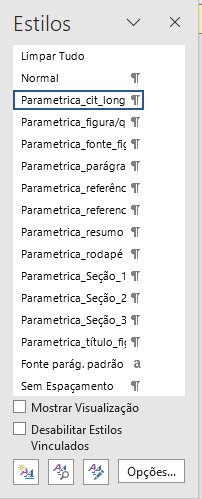 Estilos
Limpar Tudo
Normal ¶
Parametrica_cit_long ¶
Parametrica_figura/q ¶
Parametrica_fonte_fig ¶
Parametrica_parágra ¶
Parametrica_referênc ¶
Parametrica_referenc ¶
Parametrica_resumo ¶
Parametrica_rodapé ¶
Parametrica_Seção_1 ¶
Parametrica_Seção_2 ¶
Parametrica_Seção_3 ¶
Parametrica_título_fig ¶
Fonte parág. padrão a
Sem Espaçamento ¶
Mostrar Visualização
Desabilitar Estilos
Vinculados
Opções...